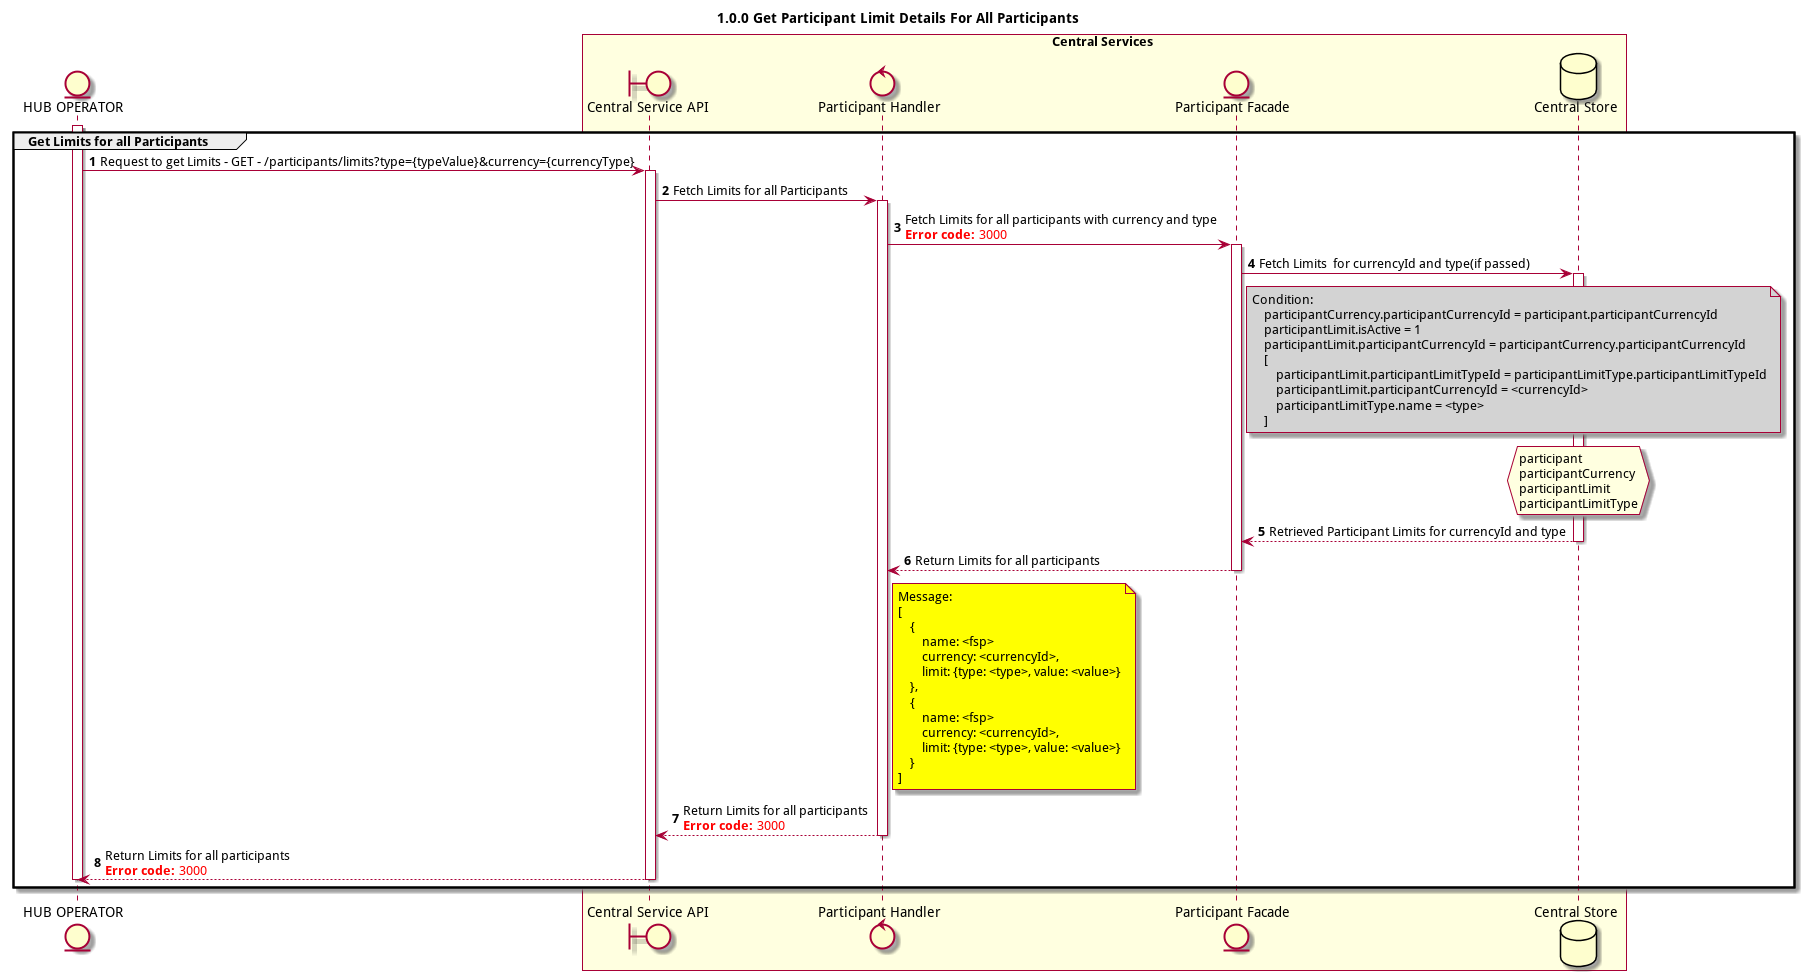 1.0.0 Get Participant Limit Details For All Participants
Central Services
HUB OPERATOR
Central Service API
Participant Handler
Participant Facade
Central Store
Get Limits for all Participants
1 Request to get Limits - GET - /participants/limits?type={typeValue}&currency={currencyType}
2 Fetch Limits for all Participants
3 Fetch Limits for all participants with currency and type
Error code: 3000
4 Fetch Limits  for currencyId and type(if passed)
Condition:
participantCurrency.participantCurrencyId = participant.participantCurrencyId
participantLimit.isActive = 1
participantLimit.participantCurrencyId = participantCurrency.participantCurrencyId
[
participantLimit.participantLimitTypeId = participantLimitType.participantLimitTypeId
participantLimit.participantCurrencyId = <currencyId>
participantLimitType.name = <type>
]
participant
participantCurrency
participantLimit
participantLimitType
5 Retrieved Participant Limits for currencyId and type
6 Return Limits for all participants
Message:
[
{
name: <fsp>
currency: <currencyId>,
limit: {type: <type>, value: <value>}
},
{
name: <fsp>
currency: <currencyId>,
limit: {type: <type>, value: <value>}
}
]
7 Return Limits for all participants
Error code: 3000
8 Return Limits for all participants
Error code: 3000
HUB OPERATOR
Central Service API
Participant Handler
Participant Facade
Central Store